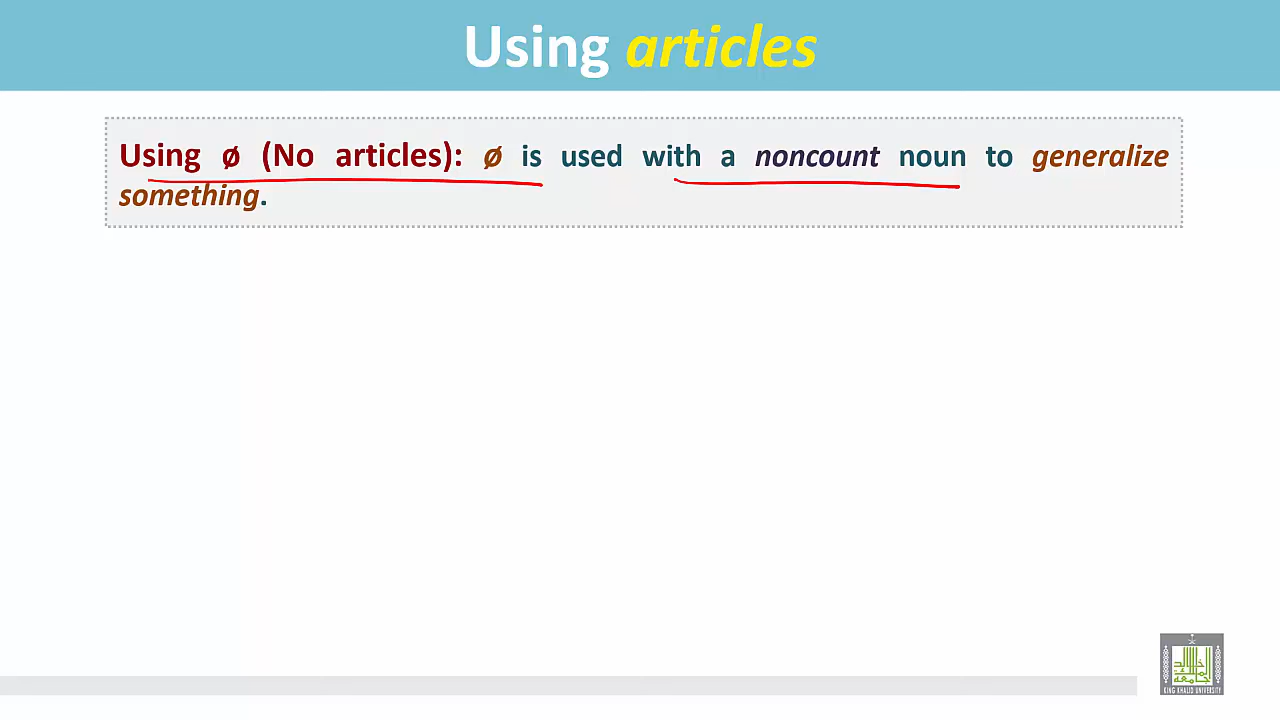 Using articles
Using ø (No articles): ø is used with a noncount noun to generalize
something.
KING KHALID UNIVERSITY